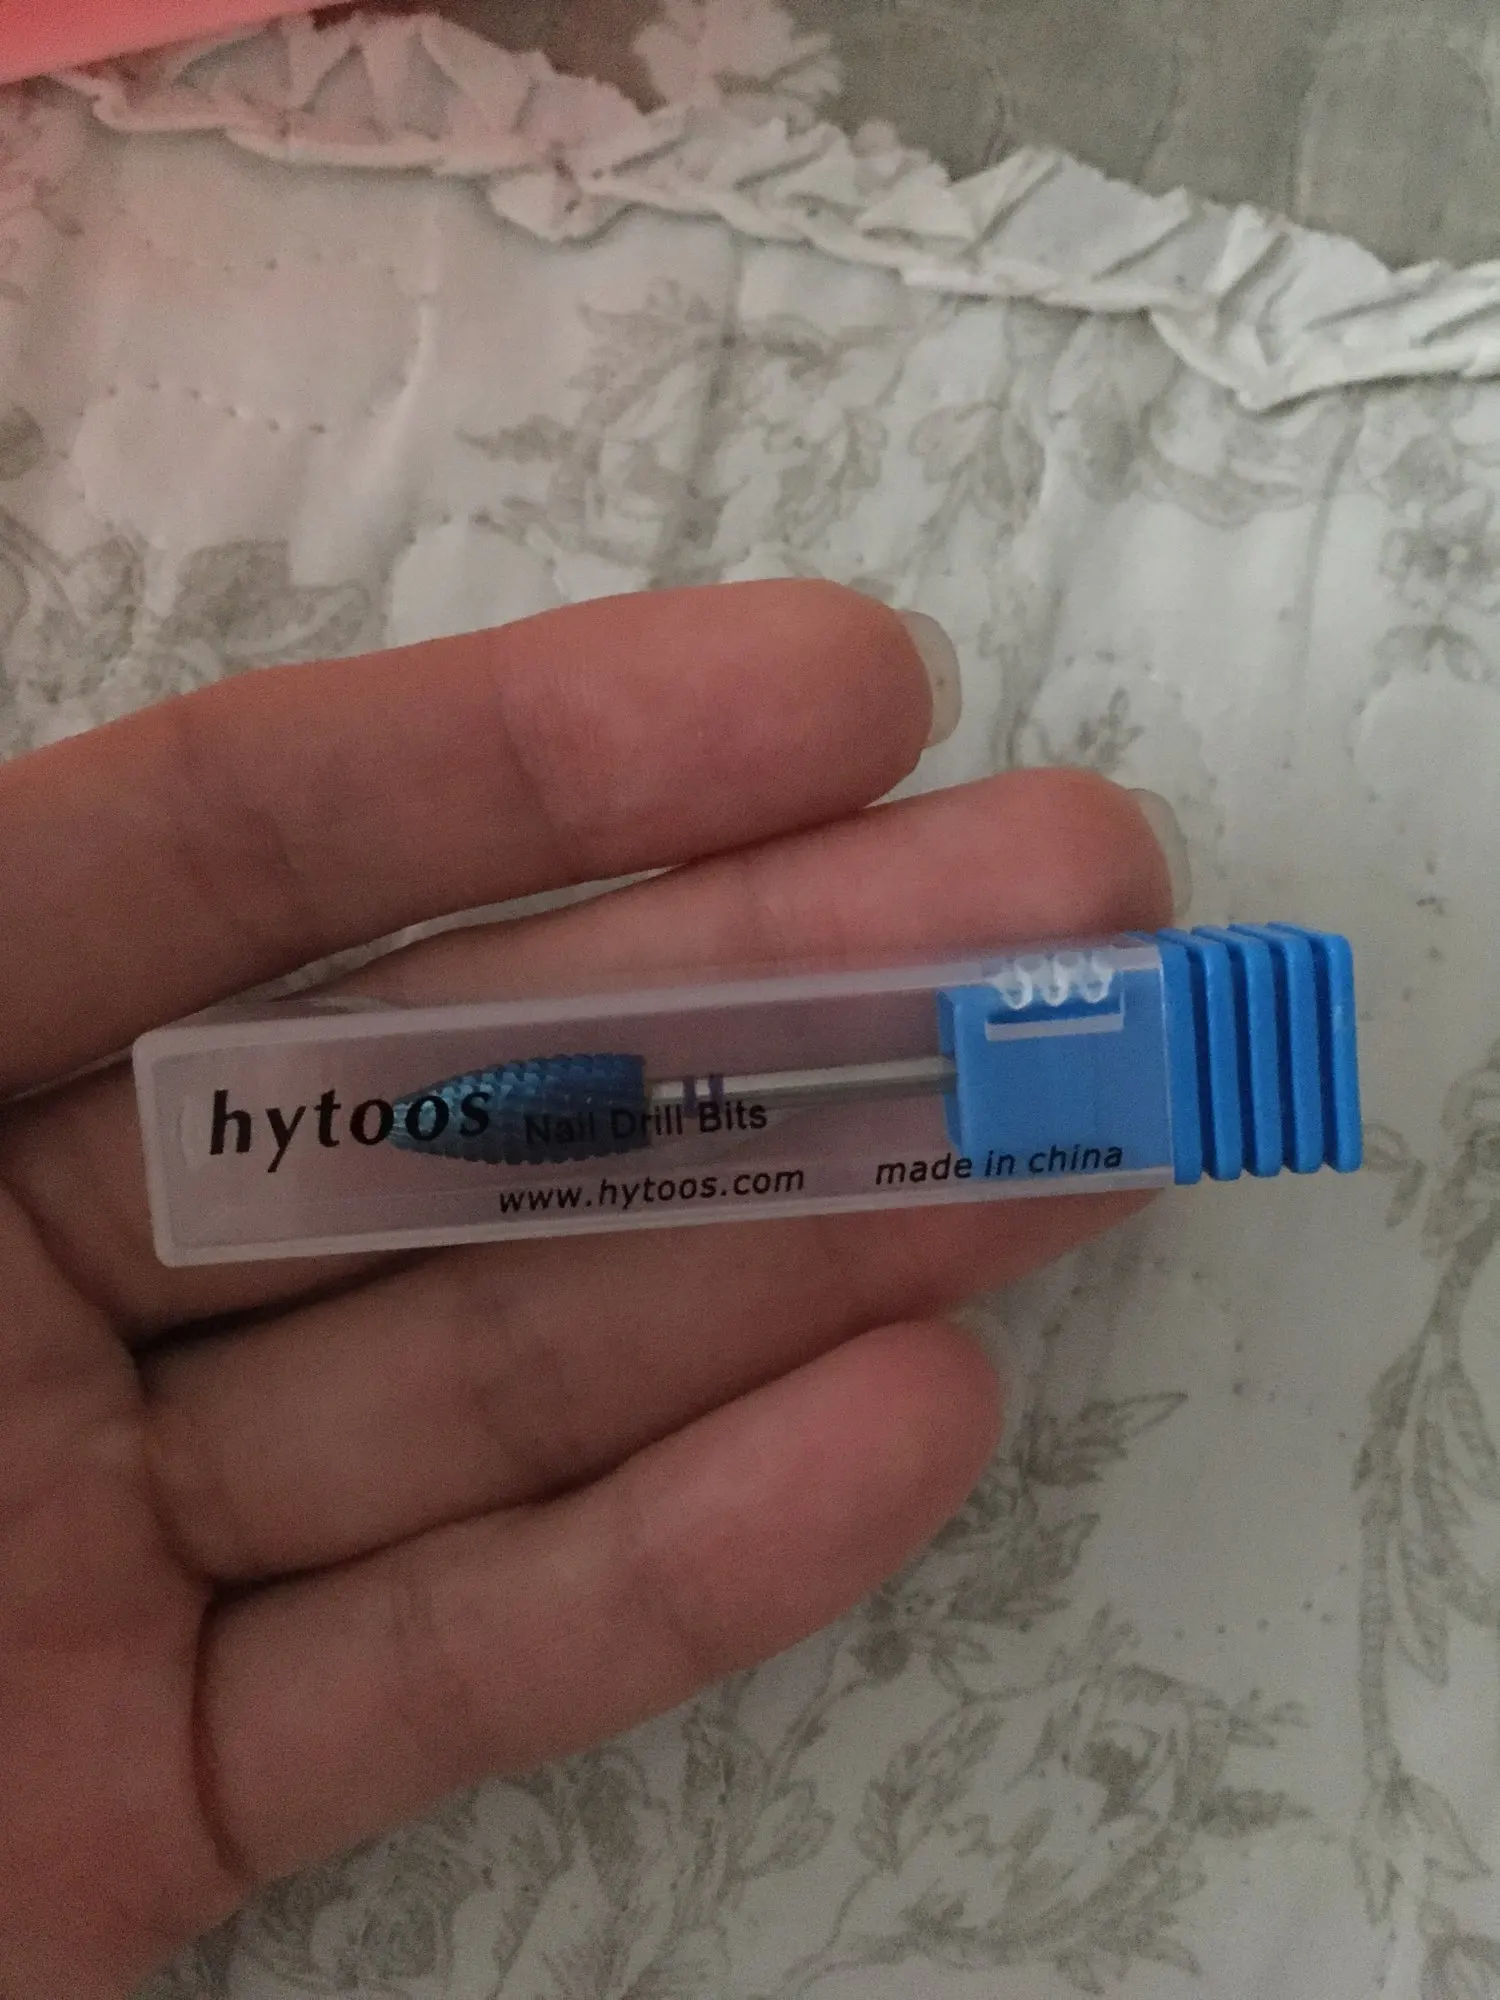 hytoos Nail Drill Bits
www.hytoos.com made in china